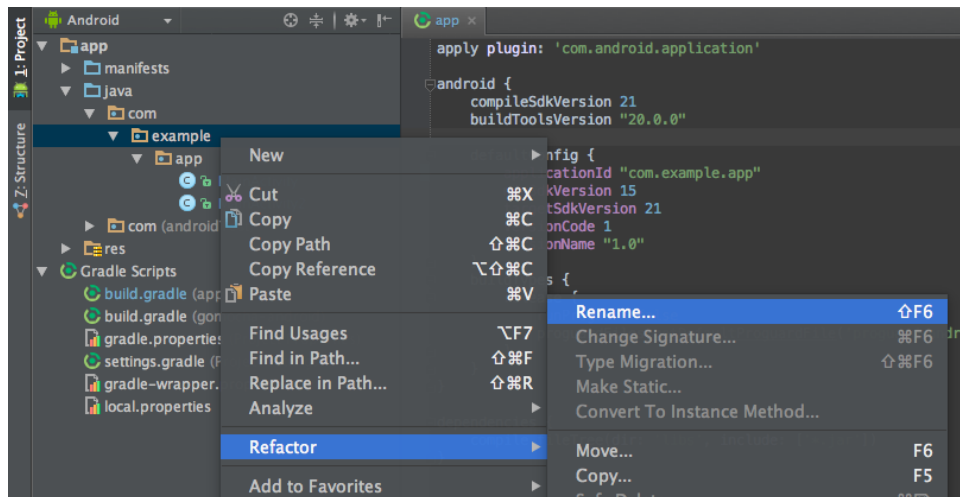 1: Project
Z: Structure
Android
app
manifests
java
com
example
app
com (android
res
Gradle Scripts
build.gradle (app
build.gradle (gon
gradle.properties
settings.gradle (P
gradle-wrapper.
local.properties
app
apply plugin: 'com.android.application'
android {
compileSdkVersion 21
buildToolsVersion "20.0.0"
nfig {
cationId "com.example.app"
kVersion 15
tSdkVersion 21
onCode 1
onName "1.0"
s {
New
Cut ⌘X
Copy ⌘C
Copy Path ⇧⌘C
Copy Reference ⌥⇧⌘C
Paste ⌘V
Find Usages ⌥F7
Find in Path... ⇧⌘F
Replace in Path... ⇧⌘R
Analyze
Refactor
Add to Favorites
Rename... ⇧F6
Change Signature... ⌘F6
Type Migration... ⇧⌘F6
Make Static...
Convert To Instance Method...
Move... F6
Copy... F5